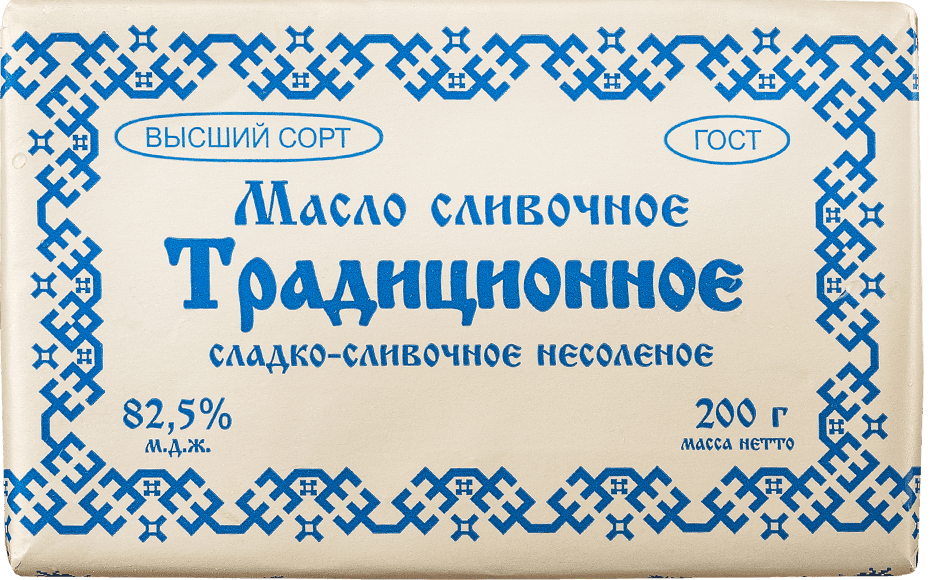 ВЫСШИЙ СОРТ
ГОСТ
Масло сливочное
Традиционное
сладко-сливочное несоленое
82,5%
м.д.ж.
200 г
масса нетто